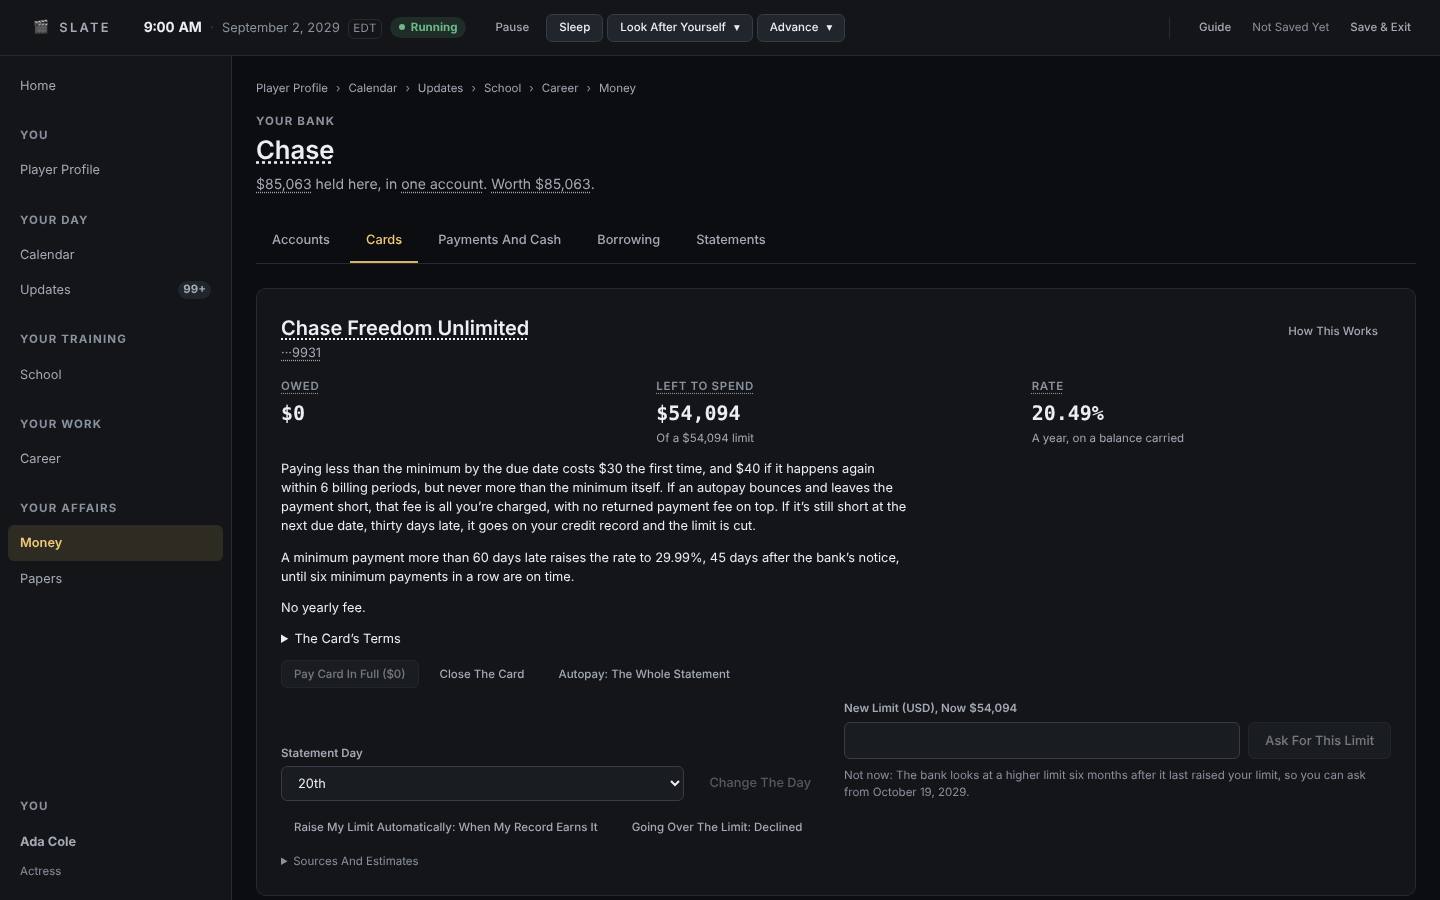 SLATE
9:00 AM · September 2, 2029 EDT Running
Pause
Sleep
Look After Yourself ▾
Advance ▾
Guide
Not Saved Yet
Save & Exit
Home
YOU
Player Profile
YOUR DAY
Calendar
Updates 99+
YOUR TRAINING
School
YOUR WORK
Career
YOUR AFFAIRS
Money
Papers
YOU
Ada Cole
Actress
Player Profile › Calendar › Updates › School › Career › Money
YOUR BANK
Chase
$85,063 held here, in one account. Worth $85,063.
Accounts
Cards
Payments And Cash
Borrowing
Statements
Chase Freedom Unlimited
···9931
How This Works
OWED
$0
LEFT TO SPEND
$54,094
Of a $54,094 limit
RATE
20.49%
A year, on a balance carried
Paying less than the minimum by the due date costs $30 the first time, and $40 if it happens again
within 6 billing periods, but never more than the minimum itself. If an autopay bounces and leaves the
payment short, that fee is all you’re charged, with no returned payment fee on top. If it’s still short at the
next due date, thirty days late, it goes on your credit record and the limit is cut.
A minimum payment more than 60 days late raises the rate to 29.99%, 45 days after the bank’s notice,
until six minimum payments in a row are on time.
No yearly fee.
▶ The Card’s Terms
Pay Card In Full ($0)
Close The Card
Autopay: The Whole Statement
Statement Day
20th
Change The Day
New Limit (USD), Now $54,094
Ask For This Limit
Not now: The bank looks at a higher limit six months after it last raised your limit, so you can ask
from October 19, 2029.
Raise My Limit Automatically: When My Record Earns It
Going Over The Limit: Declined
▶ Sources And Estimates